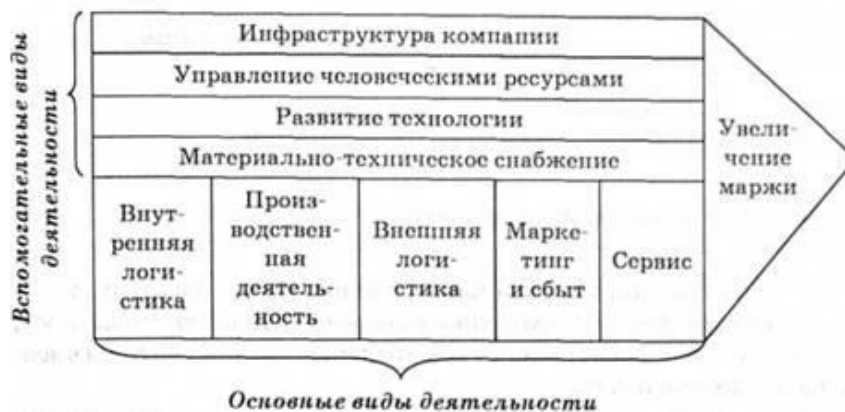 Вспомогательные виды
деятельности
Инфраструктура компании
Управление человеческими ресурсами
Развитие технологии
Материально-техническое снабжение
Внут-
ренняя
логи-
стика
Произ-
водствен-
ная
деятель-
ность
Внешняя
логи-
стика
Марке-
тинг
и сбыт
Сервис
Увели-
чение
маржи
Основные виды деятельности